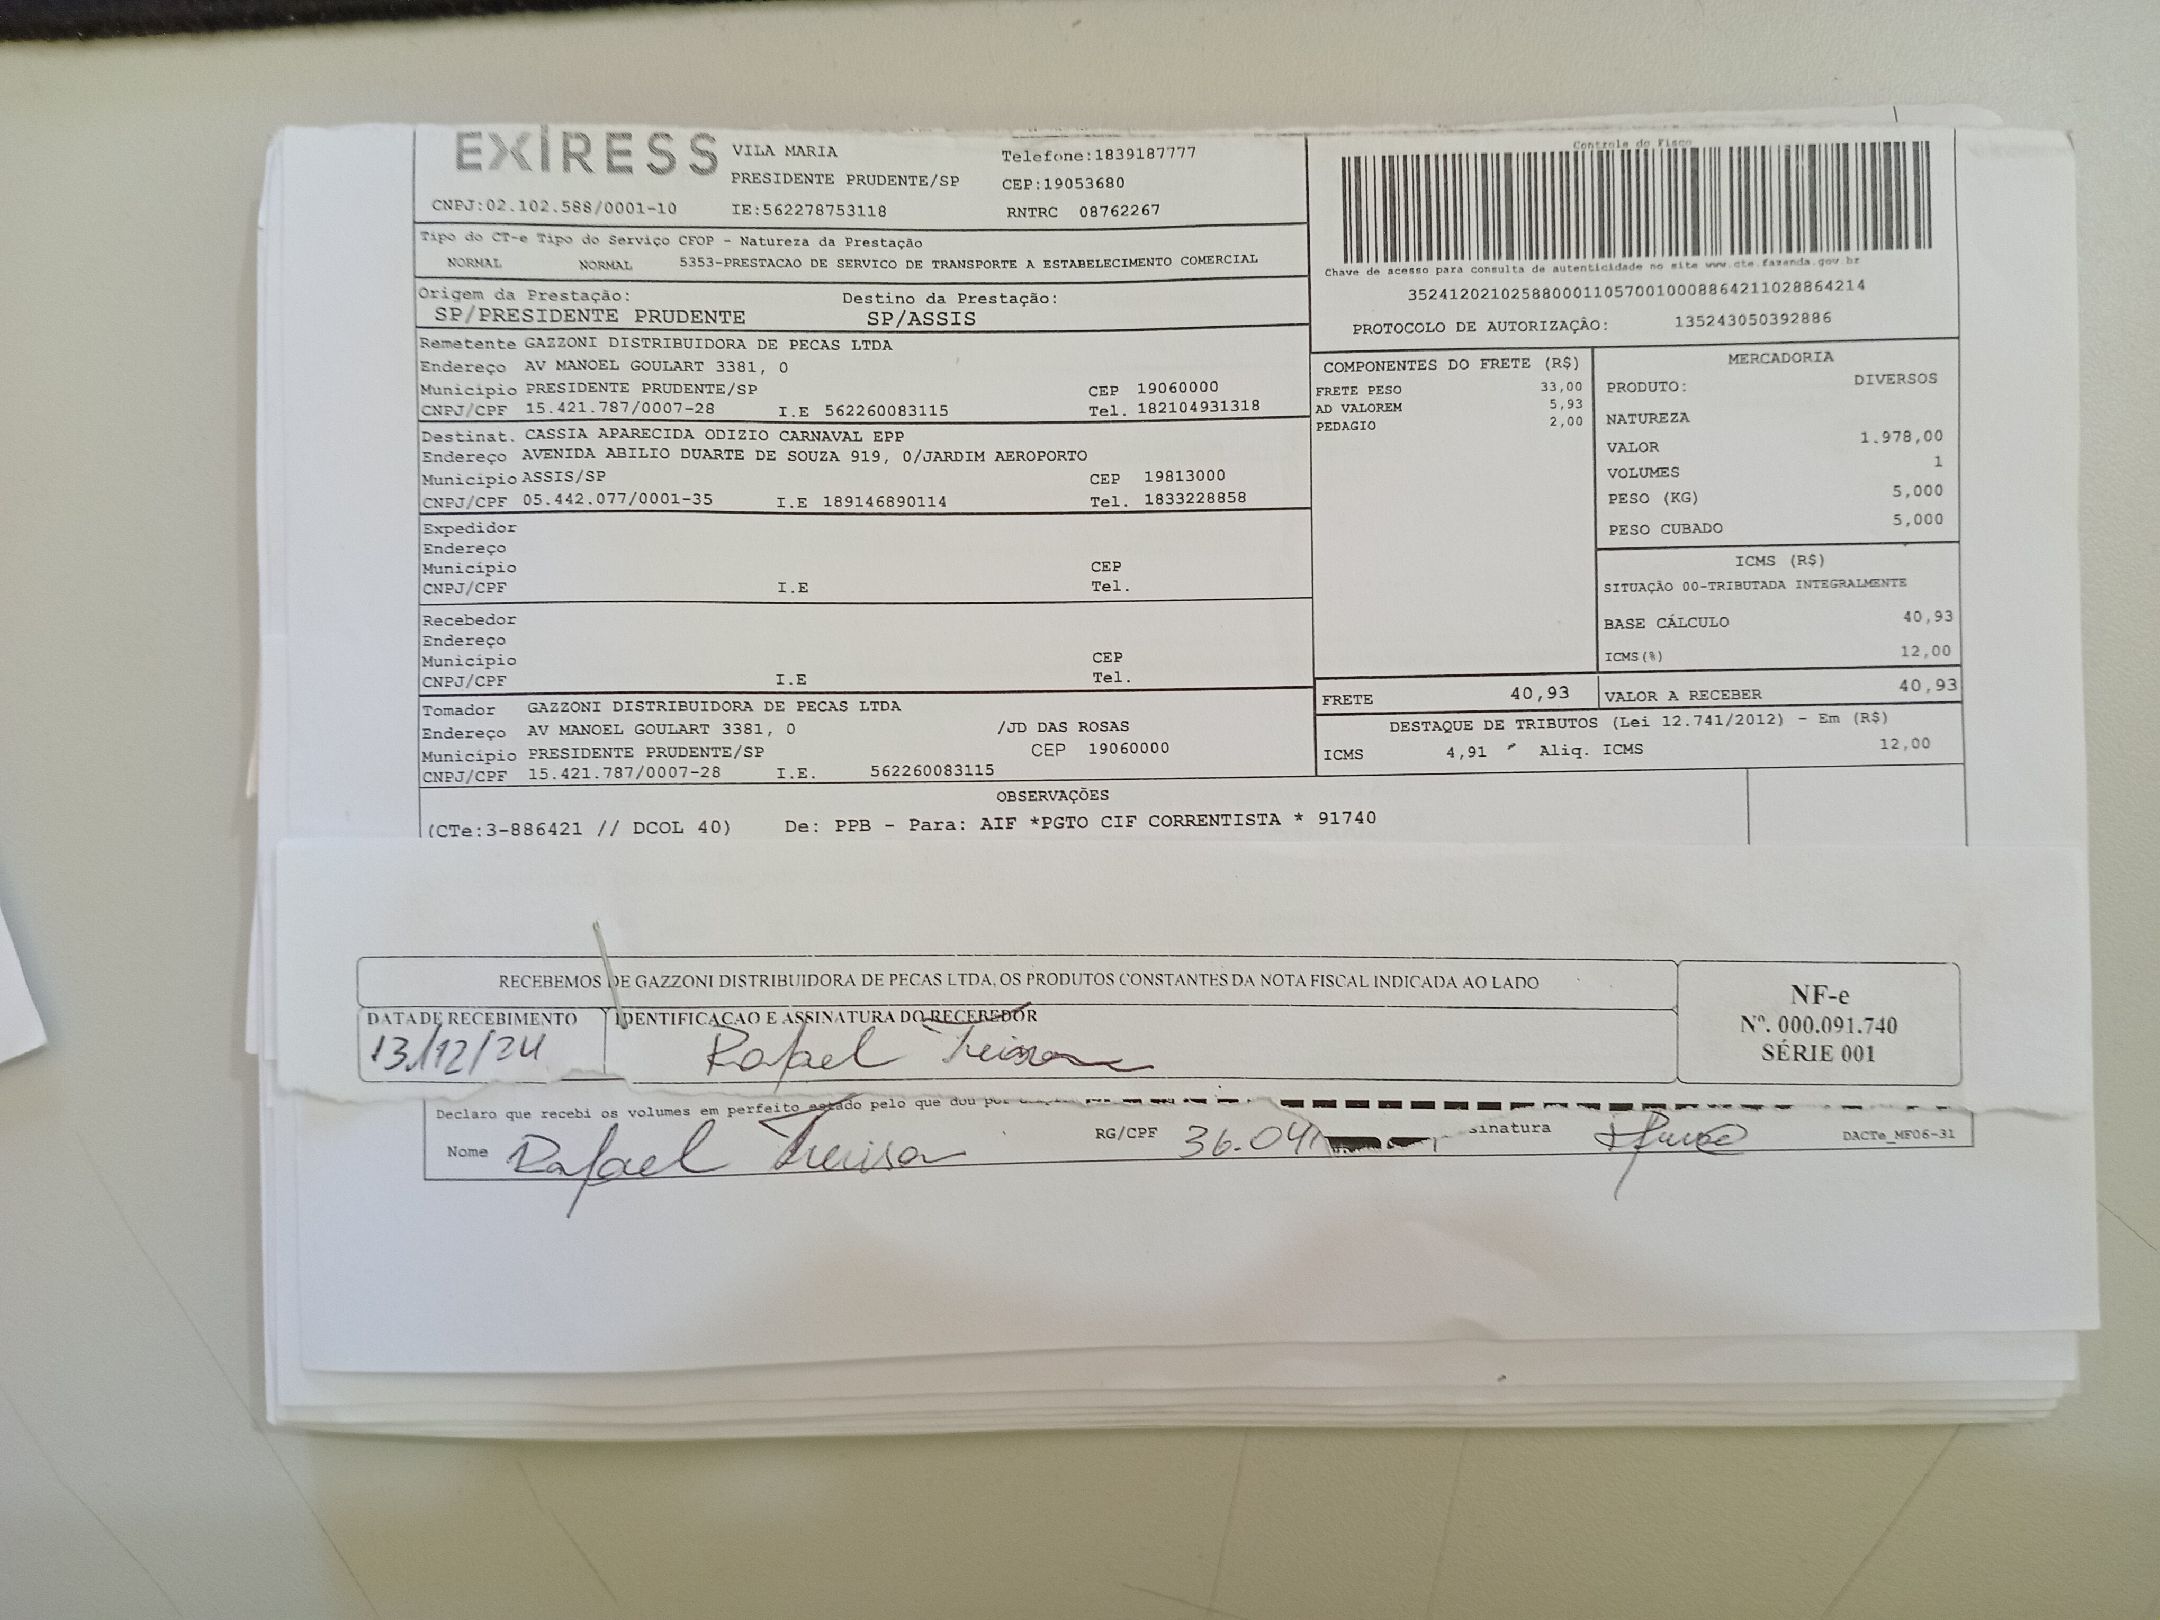 EXIRESS
VILA MARIA Telefone:1839187777
PRESIDENTE PRUDENTE/SP CEP:19053680
CNPJ:02.102.588/0001-10 IE:562278753118 RNTRC 08762267
Tipo do CT-e Tipo do Serviço CFOP - Natureza da Prestação
NORMAL NORMAL 5353-PRESTACAO DE SERVICO DE TRANSPORTE A ESTABELECIMENTO COMERCIAL
Origem da Prestação: Destino da Prestação:
SP/PRESIDENTE PRUDENTE SP/ASSIS
Controle do Fisco
Chave de acesso para consulta de autenticidade no site www.cte.fazenda.gov.br
35241202102588000110570010008864211028864214
PROTOCOLO DE AUTORIZAÇÂO: 135243050392886
Remetente GAZZONI DISTRIBUIDORA DE PECAS LTDA
Endereço AV MANOEL GOULART 3381, 0
Município PRESIDENTE PRUDENTE/SP CEP 19060000
CNPJ/CPF 15.421.787/0007-28 I.E 562260083115 Tel. 182104931318
Destinat. CASSIA APARECIDA ODIZIO CARNAVAL EPP
Endereço AVENIDA ABILIO DUARTE DE SOUZA 919, 0/JARDIM AEROPORTO
Município ASSIS/SP CEP 19813000
CNPJ/CPF 05.442.077/0001-35 I.E 189146890114 Tel. 1833228858
Expedidor
Endereço
Município CEP
CNPJ/CPF I.E Tel.
Recebedor
Endereço
Município CEP
CNPJ/CPF I.E Tel.
Tomador GAZZONI DISTRIBUIDORA DE PECAS LTDA
Endereço AV MANOEL GOULART 3381, 0 /JD DAS ROSAS
Município PRESIDENTE PRUDENTE/SP CEP 19060000
CNPJ/CPF 15.421.787/0007-28 I.E. 562260083115
COMPONENTES DO FRETE (R$)
FRETE PESO 33,00
AD VALOREM 5,93
PEDAGIO 2,00
MERCADORIA
PRODUTO: DIVERSOS
NATUREZA
VALOR 1.978,00
VOLUMES 1
PESO (KG) 5,000
PESO CUBADO 5,000
ICMS (R$)
SITUAÇÃO 00-TRIBUTADA INTEGRALMENTE
BASE CÁLCULO 40,93
ICMS(%) 12,00
FRETE 40,93 VALOR A RECEBER 40,93
DESTAQUE DE TRIBUTOS (Lei 12.741/2012) - Em (R$)
ICMS 4,91 Aliq. ICMS 12,00
OBSERVAÇÕES
(CTe:3-886421 // DCOL 40) De: PPB - Para: AIF *PGTO CIF CORRENTISTA * 91740
RECEBEMOS DE GAZZONI DISTRIBUIDORA DE PECAS LTDA, OS PRODUTOS CONSTANTES DA NOTA FISCAL INDICADA AO LADO
DATA DE RECEBIMENTO IDENTIFICACAO E ASSINATURA DO RECEBEDOR
13/12/24 Rafael
NF-e
Nº. 000.091.740
SÉRIE 001
Declaro que recebi os volumes em perfeito estado pelo que dou por
Nome Rafael RG/CPF 36.041 sinatura DACTe_MF06-31